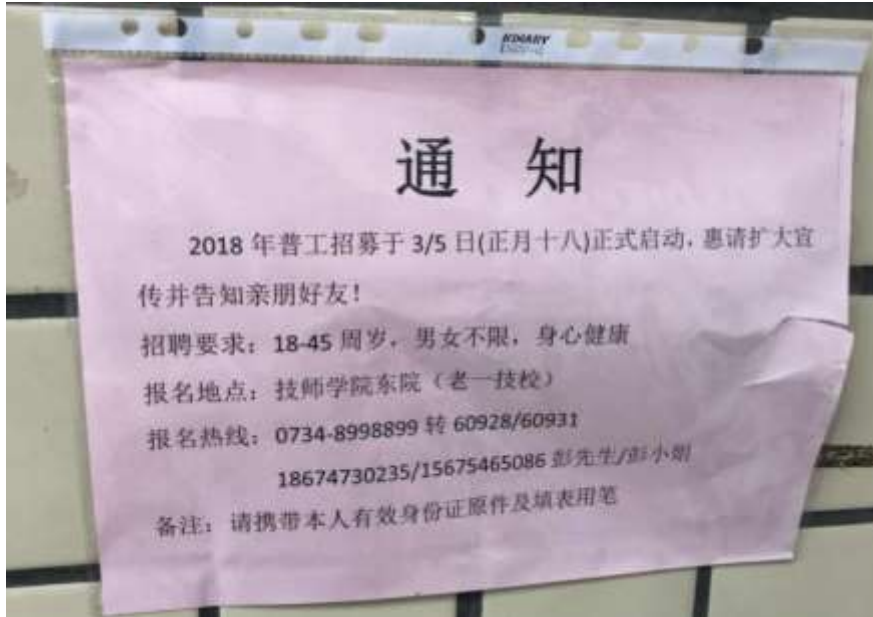 KINARY
通 知
2018 年普工招募于 3/5 日(正月十八)正式启动，惠请扩大宣
传并告知亲朋好友！
招聘要求：18-45 周岁，男女不限，身心健康
报名地点：技师学院东院（老一技校）
报名热线：0734-8998899 转 60928/60931
18674730235/15675465086 彭先生/彭小姐
备注：请携带本人有效身份证原件及填表用笔